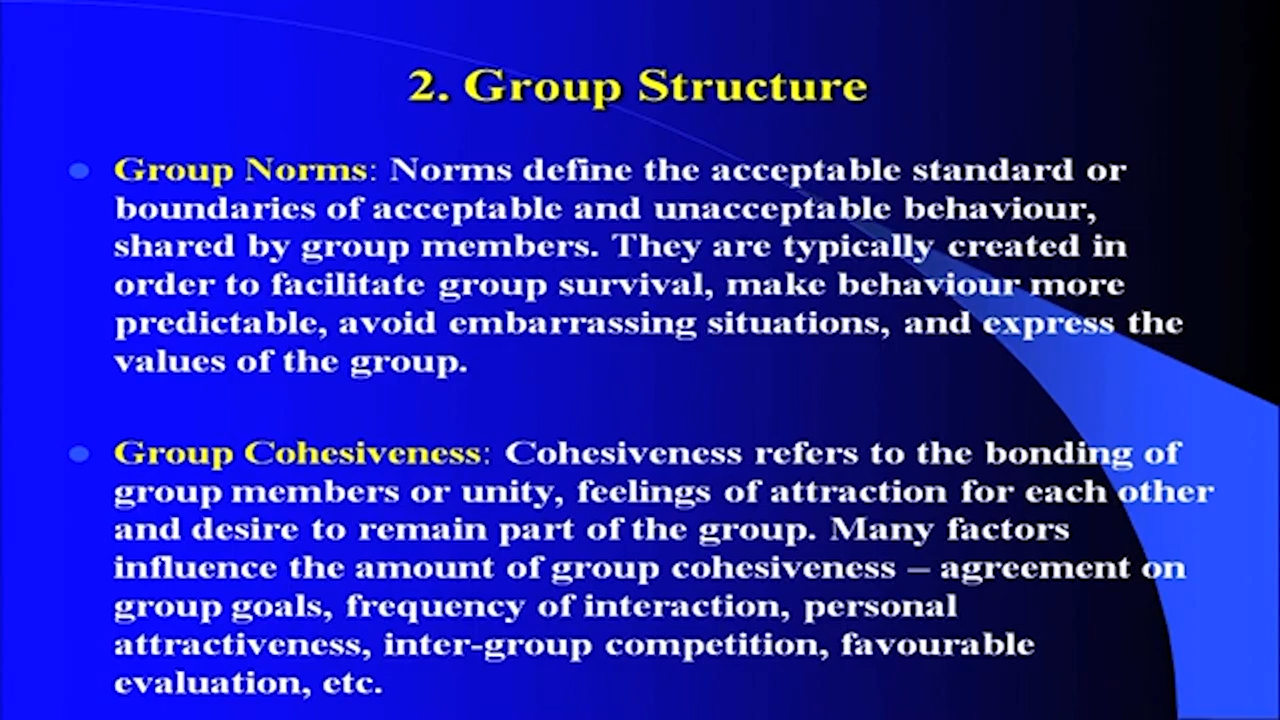 2. Group Structure
Group Norms: Norms define the acceptable standard or
boundaries of acceptable and unacceptable behaviour,
shared by group members. They are typically created in
order to facilitate group survival, make behaviour more
predictable, avoid embarrassing situations, and express the
values of the group.
Group Cohesiveness: Cohesiveness refers to the bonding of
group members or unity, feelings of attraction for each other
and desire to remain part of the group. Many factors
influence the amount of group cohesiveness – agreement on
group goals, frequency of interaction, personal
attractiveness, inter-group competition, favourable
evaluation, etc.